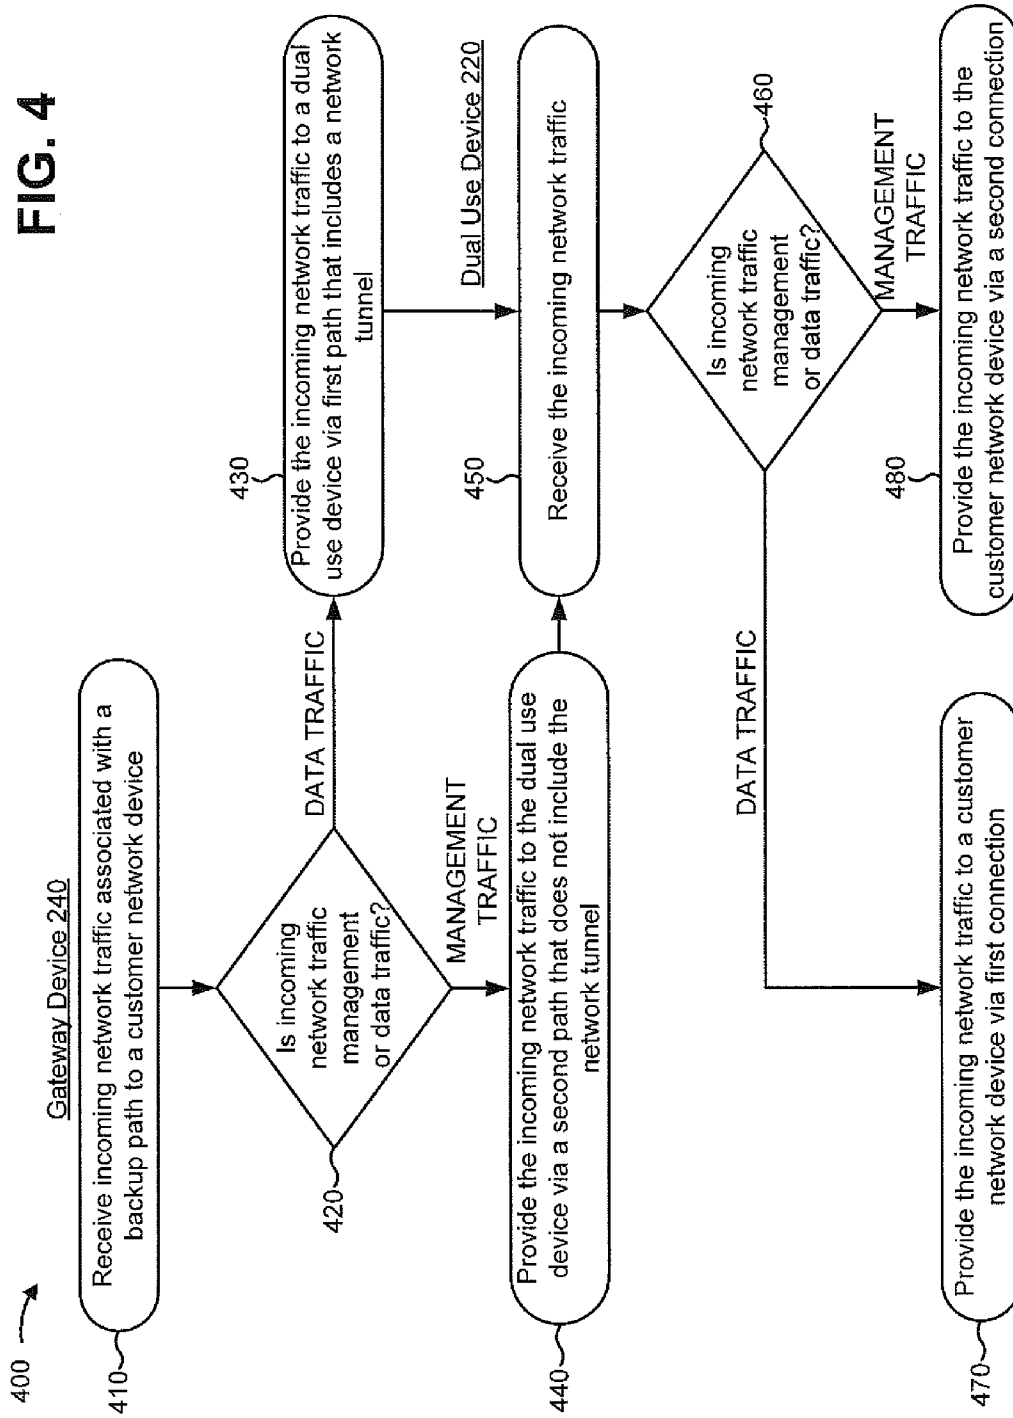 FIG. 4
400
Gateway Device 240
410
Receive incoming network traffic associated with a
backup path to a customer network device
420
Is incoming
network traffic
management
or data traffic?
DATA TRAFFIC
MANAGEMENT
TRAFFIC
430
Provide the incoming network traffic to a dual
use device via first path that includes a network
tunnel
440
Provide the incoming network traffic to the dual use
device via a second path that does not include the
network tunnel
Dual Use Device 220
450
Receive the incoming network traffic
460
Is incoming
network traffic
management
or data traffic?
DATA TRAFFIC
MANAGEMENT
TRAFFIC
470
Provide the incoming network traffic to a customer
network device via first connection
480
Provide the incoming network traffic to the
customer network device via a second connection